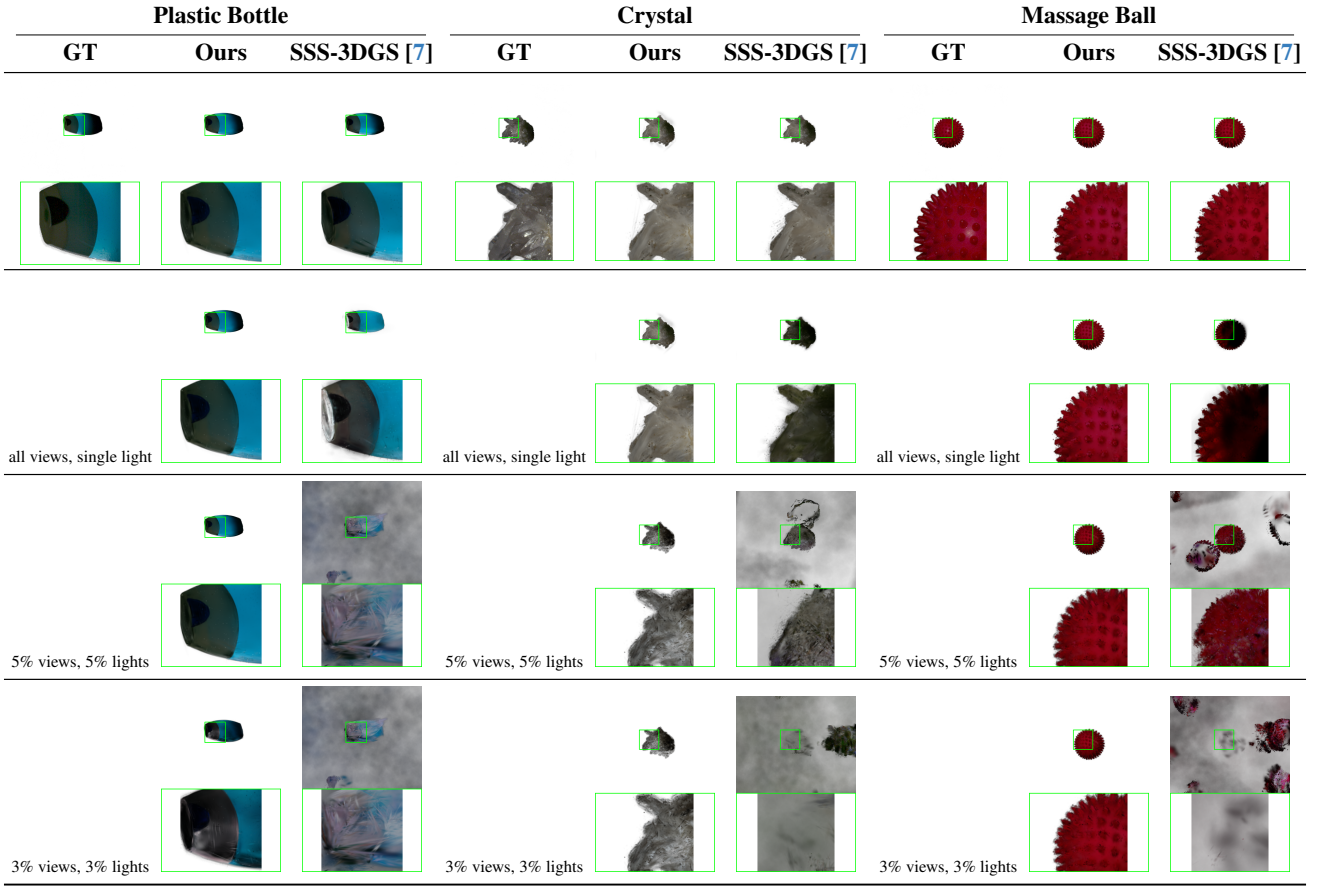 Plastic Bottle Crystal Massage Ball
GT Ours SSS-3DGS [7] GT Ours SSS-3DGS [7] GT Ours SSS-3DGS [7]
all views, single light all views, single light all views, single light
5% views, 5% lights 5% views, 5% lights 5% views, 5% lights
3% views, 3% lights 3% views, 3% lights 3% views, 3% lights